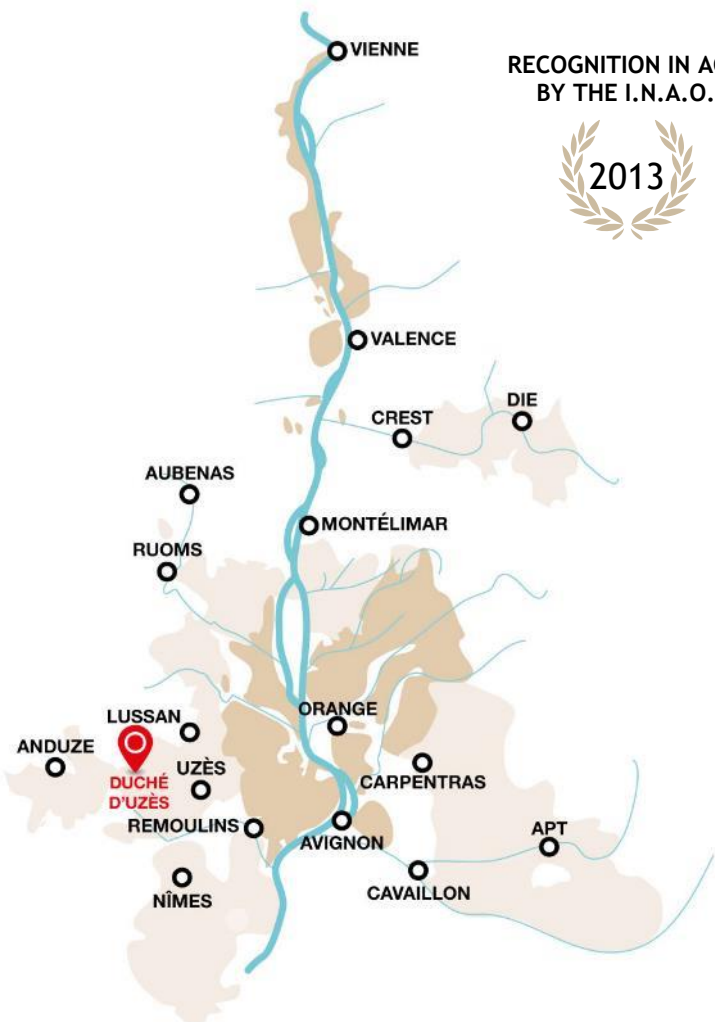 VIENNE
RECOGNITION IN AO
BY THE I.N.A.O.
2013
VALENCE
DIE
CREST
AUBENAS
MONTÉLIMAR
RUOMS
ORANGE
LUSSAN
ANDUZE
DUCHÉ
D'UZÈS
UZÈS
CARPENTRAS
REMOULINS
AVIGNON
APT
NÎMES
CAVAILLON